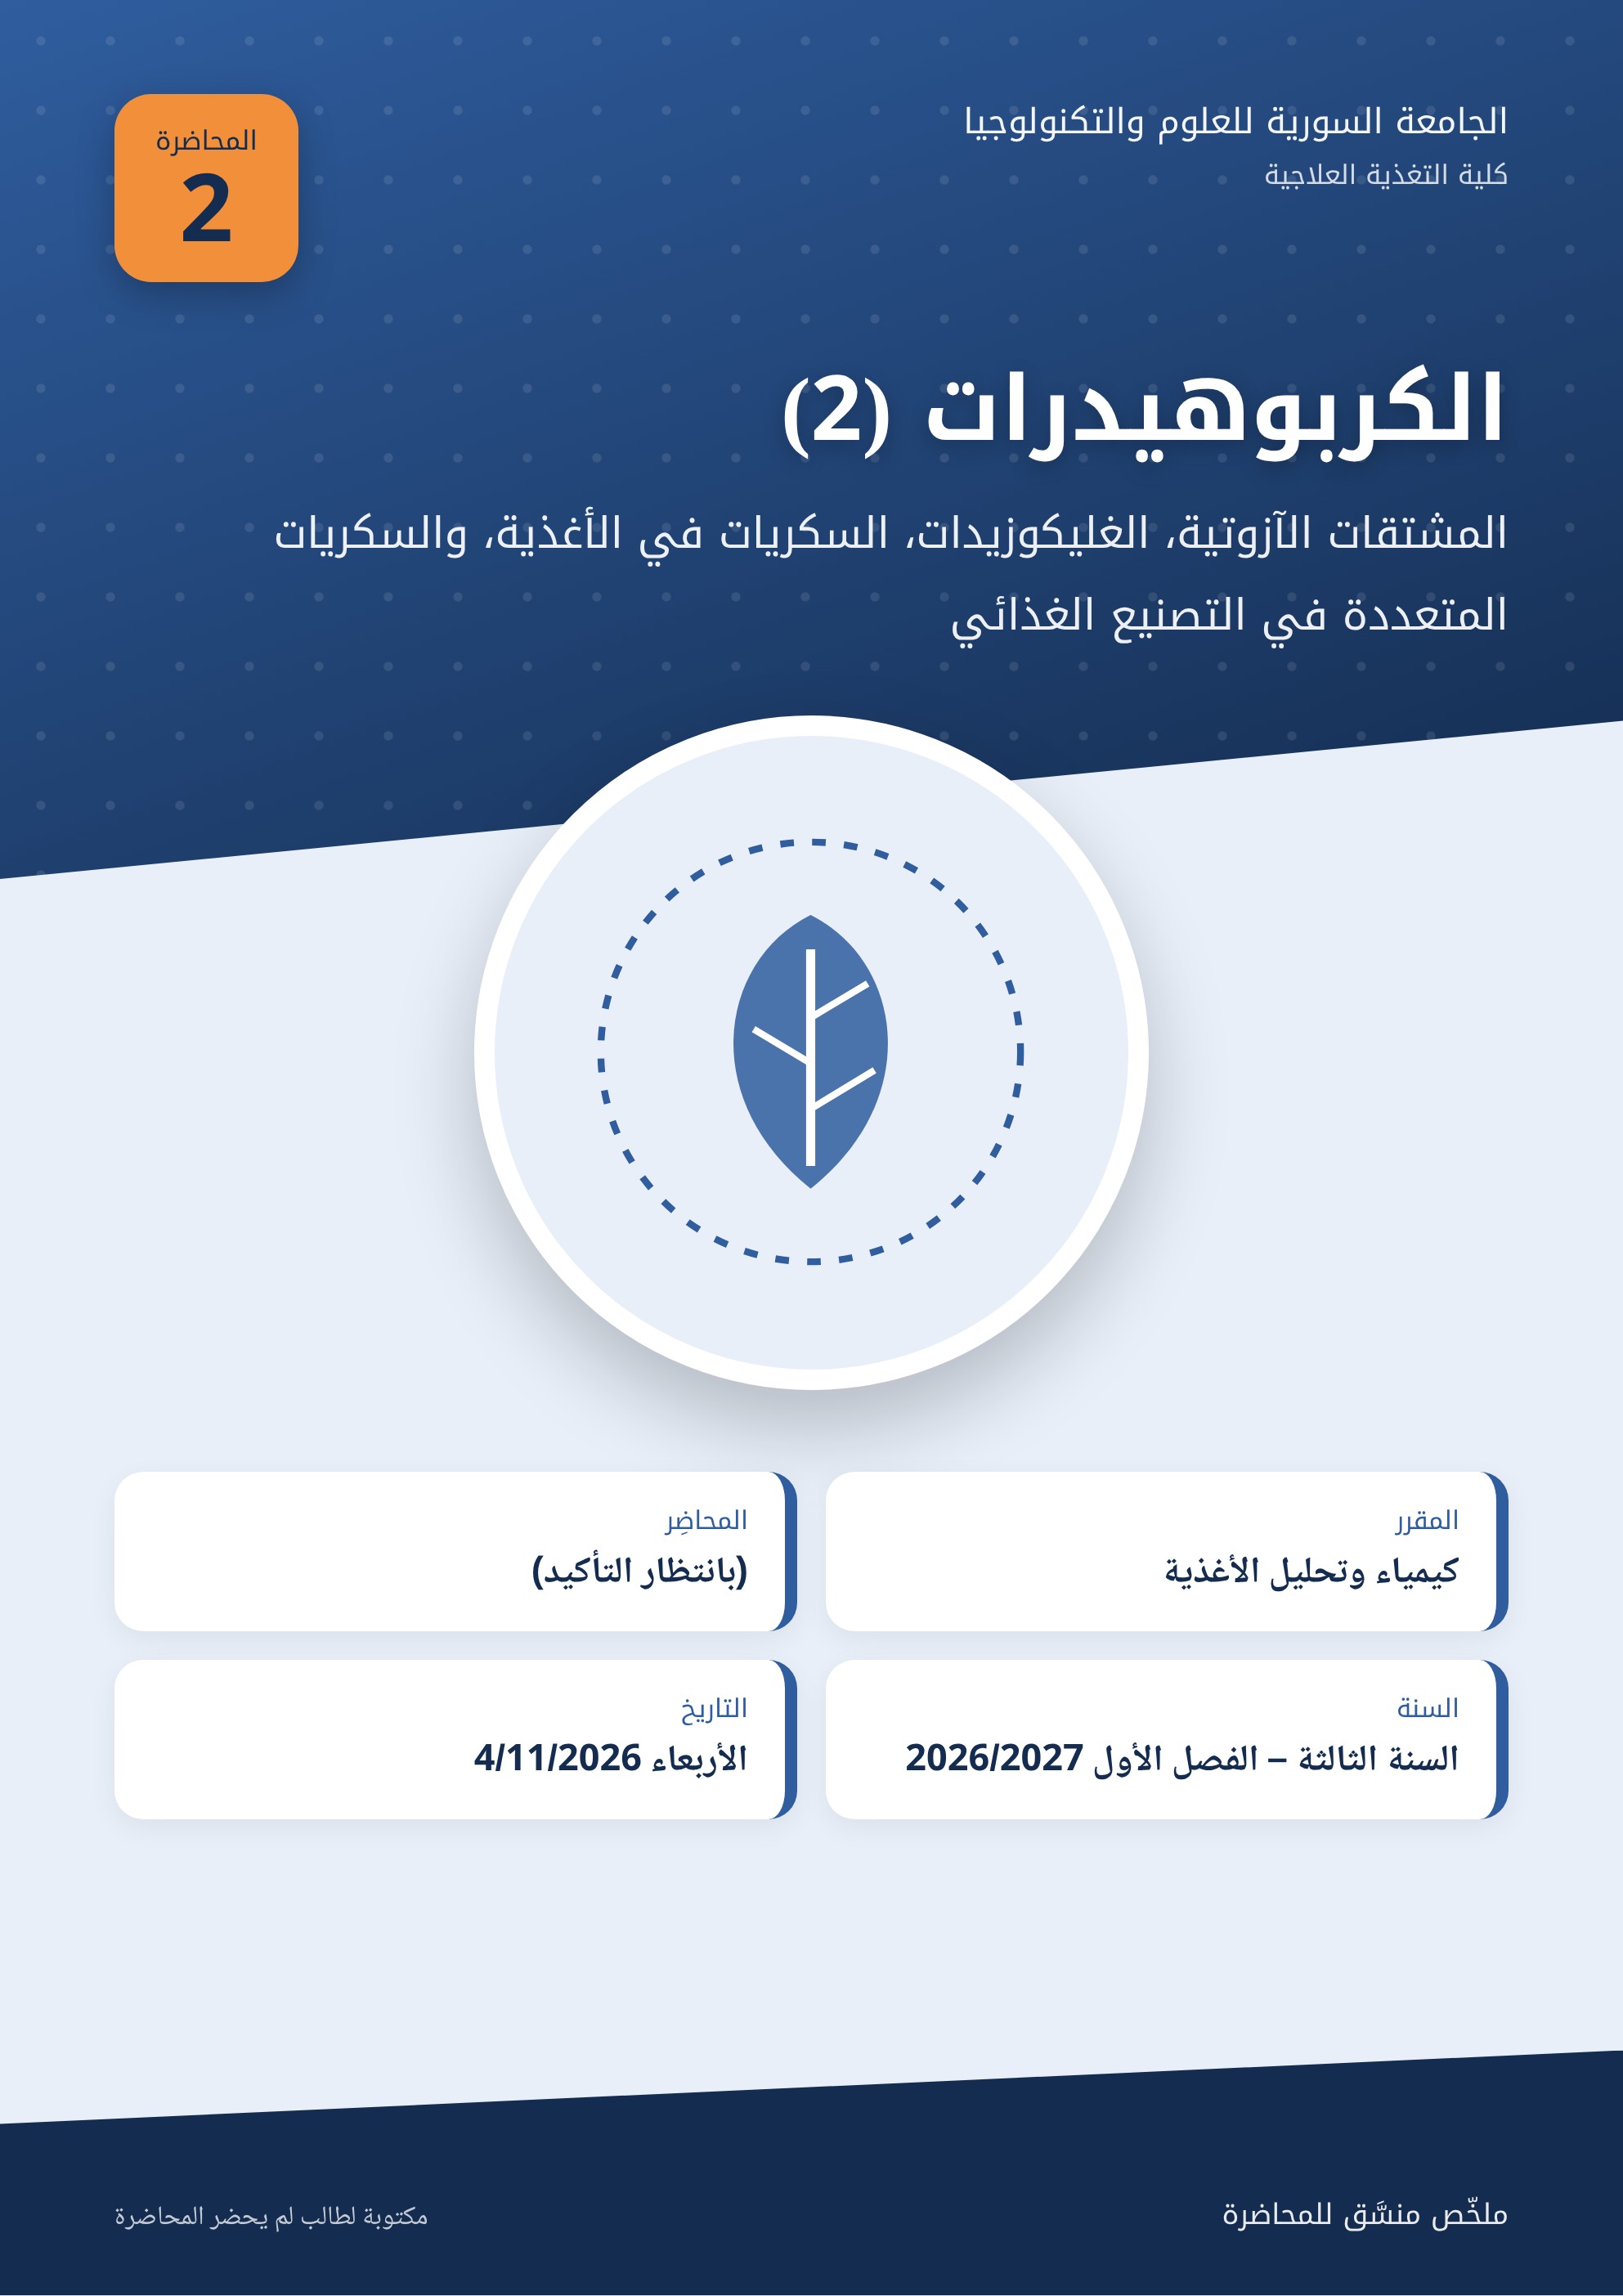 الجامعة السورية للعلوم والتكنولوجيا
كلية التغذية العلاجية
المحاضرة
2
الكربوهيدرات (2)
المشتقات الآزوتية، الغليكوزيدات، السكريات في الأغذية، والسكريات
المتعددة في التصنيع الغذائي
المقرر
كيمياء وتحليل الأغذية
المحاضِر
(بانتظار التأكيد)
السنة
السنة الثالثة – الفصل الأول 2026/2027
التاريخ
الأربعاء 4/11/2026
ملخّص منسَّق للمحاضرة
مكتوبة لطالب لم يحضر المحاضرة